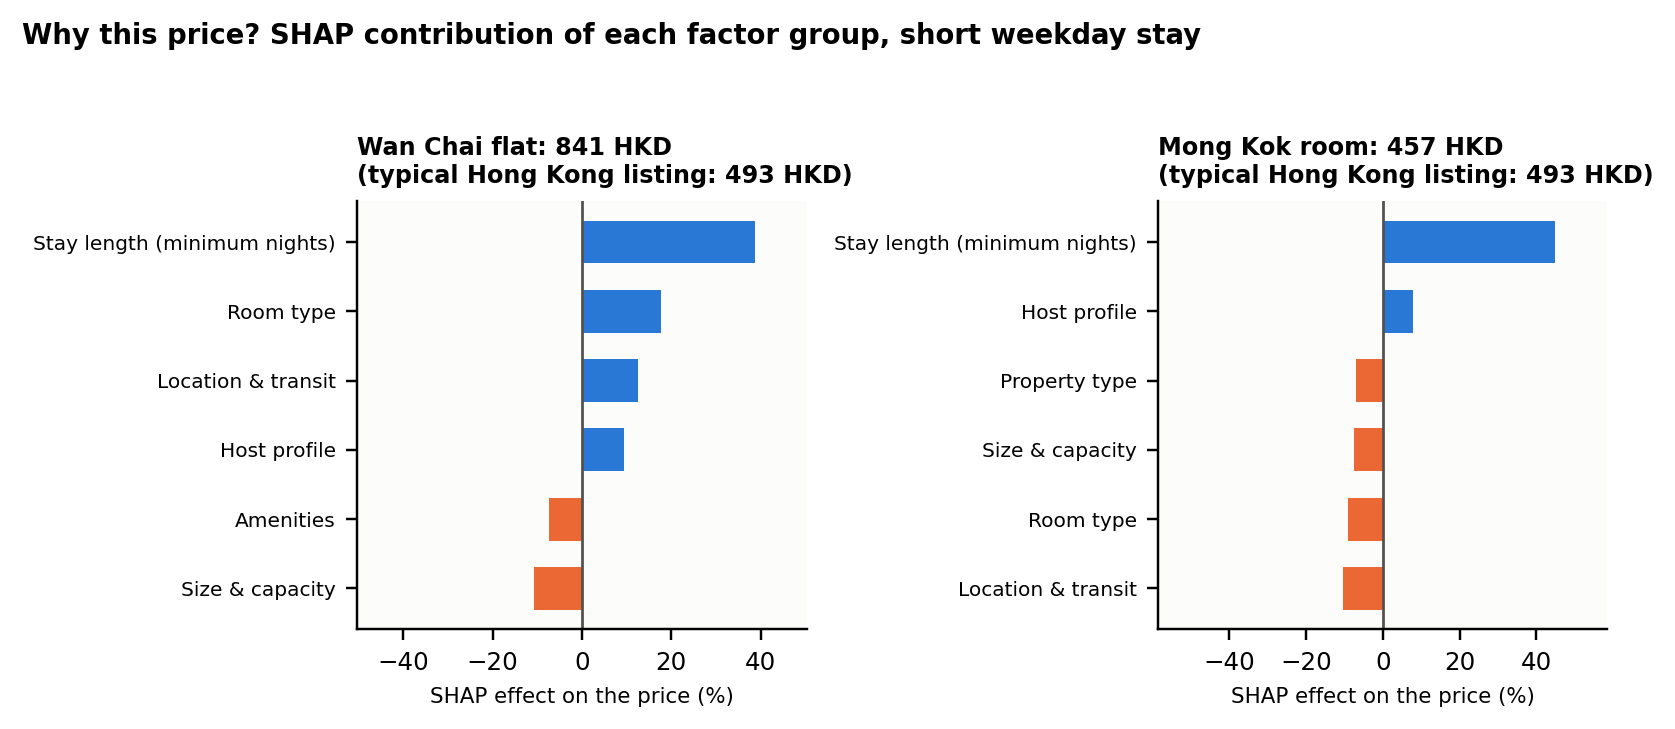 Why this price? SHAP contribution of each factor group, short weekday stay
Wan Chai flat: 841 HKD
(typical Hong Kong listing: 493 HKD)
Stay length (minimum nights)
Room type
Location & transit
Host profile
Amenities
Size & capacity
−40 −20 0 20 40
SHAP effect on the price (%)
Mong Kok room: 457 HKD
(typical Hong Kong listing: 493 HKD)
Stay length (minimum nights)
Host profile
Property type
Size & capacity
Room type
Location & transit
−40 −20 0 20 40
SHAP effect on the price (%)